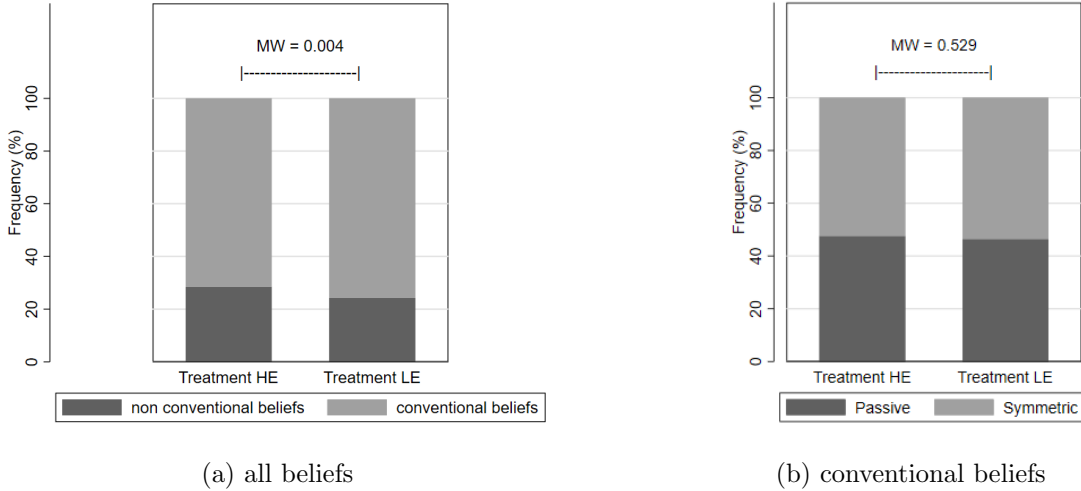 MW = 0.004
|---------------------|
Frequency (%)
100
80
60
40
20
0
Treatment HE Treatment LE
non conventional beliefs conventional beliefs
(a) all beliefs
MW = 0.529
|---------------------|
Frequency (%)
100
80
60
40
20
0
Treatment HE Treatment LE
Passive Symmetric
(b) conventional beliefs